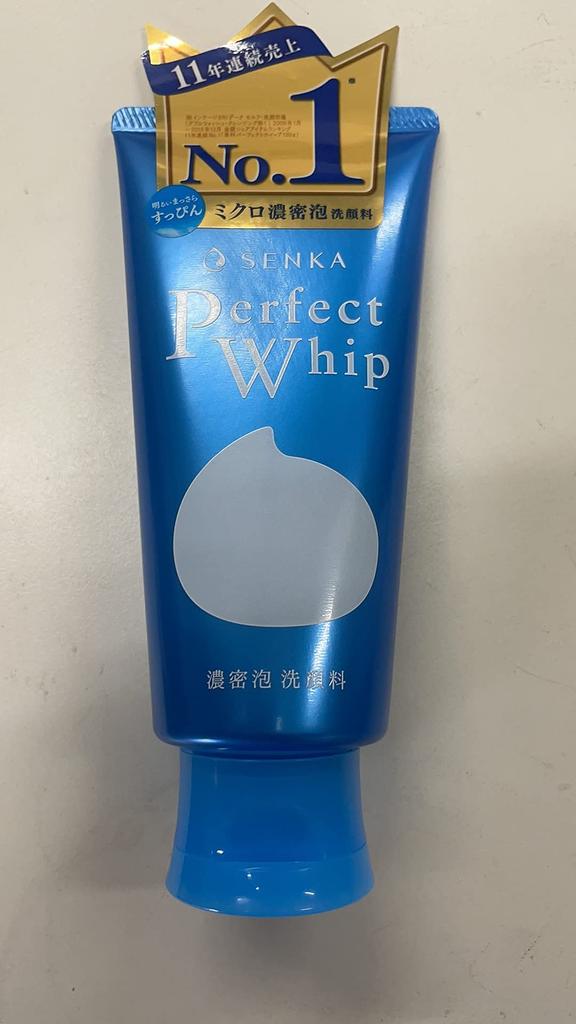 11年連続売上
No.1
明るいまっさら
すっぴん
ミクロ濃密泡 洗顔料
SENKA
Perfect
Whip
濃密泡 洗顔料